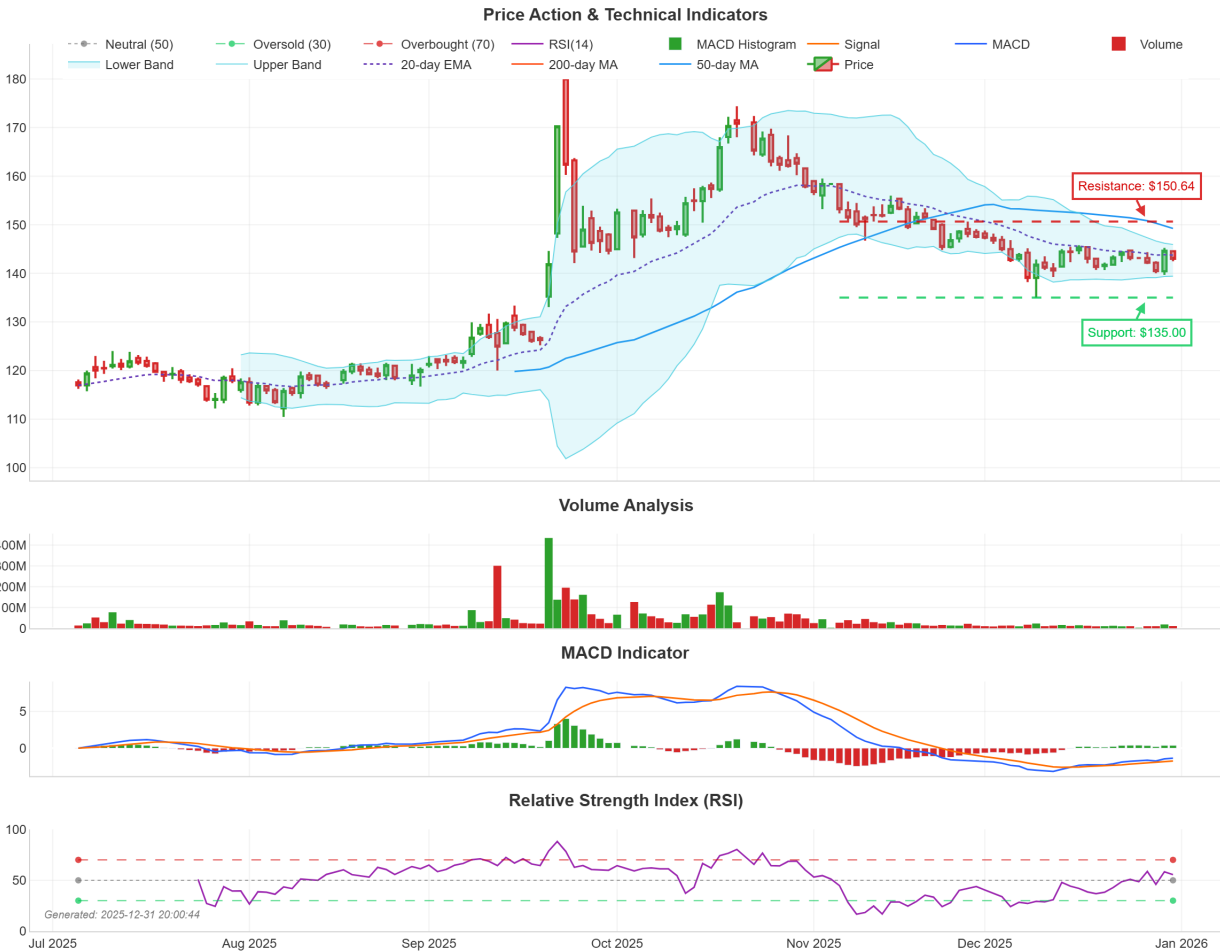 Price Action & Technical Indicators
Neutral (50) Oversold (30) Overbought (70) RSI(14) MACD Histogram Signal MACD Volume
Lower Band Upper Band 20-day EMA 200-day MA 50-day MA Price
180
170
160
150
140
130
120
110
100
Resistance: $150.64
Support: $135.00
Volume Analysis
00M
00M
00M
00M
0
MACD Indicator
5
0
Relative Strength Index (RSI)
100
50
0
Generated: 2025-12-31 20:00:44
Jul 2025 Aug 2025 Sep 2025 Oct 2025 Nov 2025 Dec 2025 Jan 2026